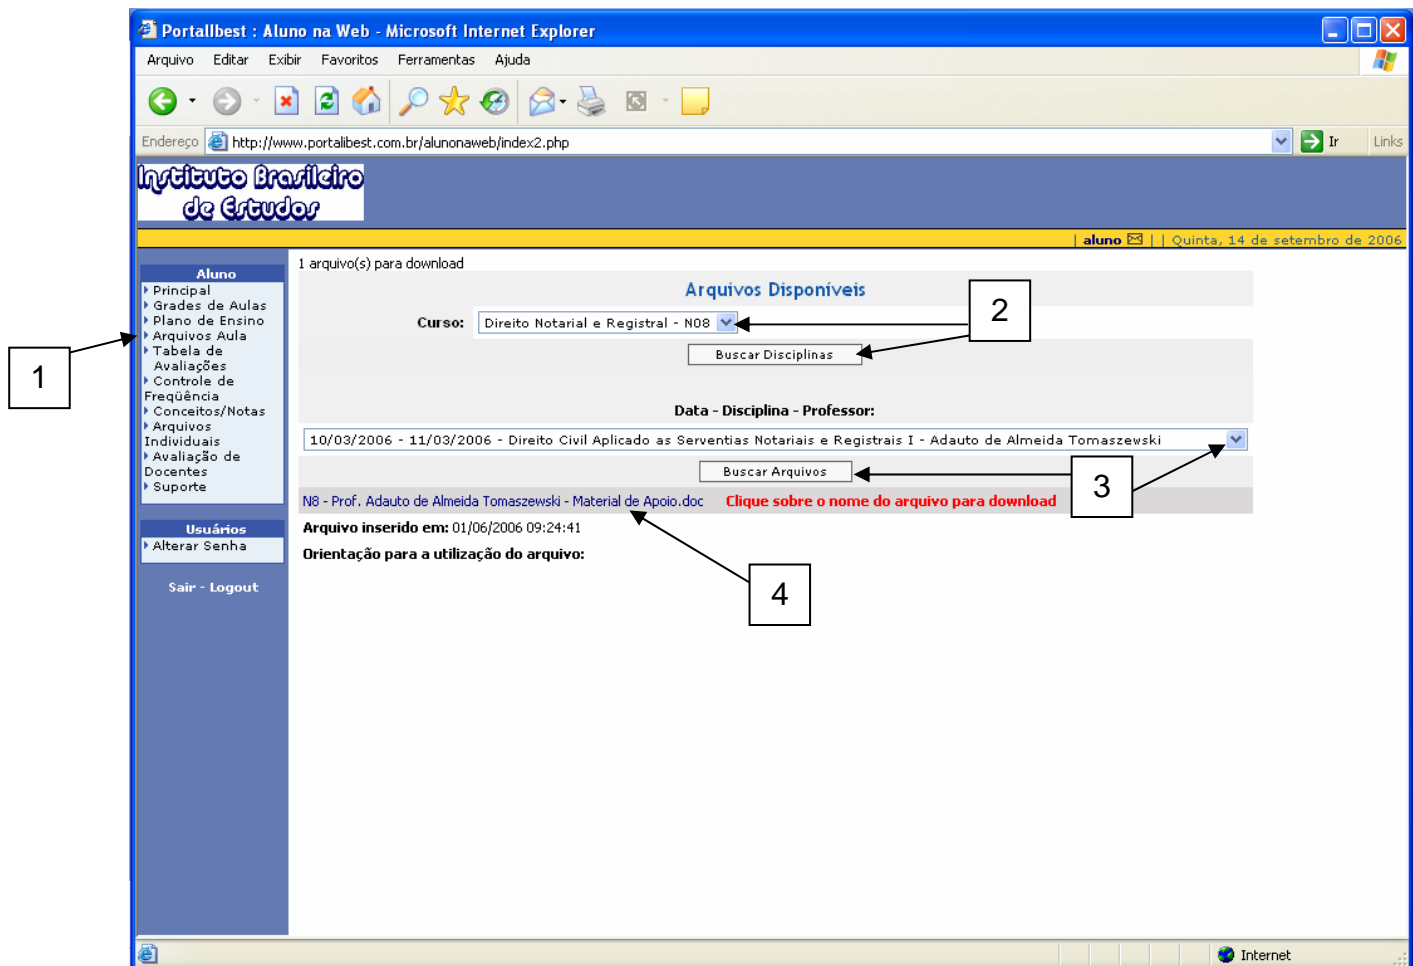 Portallbest : Aluno na Web - Microsoft Internet Explorer
Arquivo Editar Exibir Favoritos Ferramentas Ajuda
Endereço http://www.portalibest.com.br/alunonaweb/index2.php Ir Links
Instituto Brasileiro
de Estudos
| aluno | | Quinta, 14 de setembro de 2006
Aluno
Principal
Grades de Aulas
Plano de Ensino
Arquivos Aula
Tabela de
Avaliações
Controle de
Freqüência
Conceitos/Notas
Arquivos
Individuais
Avaliação de
Docentes
Suporte
Usuários
Alterar Senha
Sair - Logout
1 arquivo(s) para download
Arquivos Disponíveis
Curso: Direito Notarial e Registral - N08
Buscar Disciplinas
Data - Disciplina - Professor:
10/03/2006 - 11/03/2006 - Direito Civil Aplicado as Serventias Notariais e Registrais I - Adauto de Almeida Tomaszewski
Buscar Arquivos
N8 - Prof. Adauto de Almeida Tomaszewski - Material de Apoio.doc Clique sobre o nome do arquivo para download
Arquivo inserido em: 01/06/2006 09:24:41
Orientação para a utilização do arquivo:
1
2
3
4
Internet